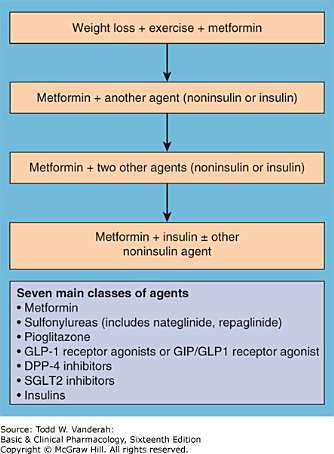 Weight loss + exercise + metformin
Metformin + another agent (noninsulin or insulin)
Metformin + two other agents (noninsulin or insulin)
Metformin + insulin ± other
noninsulin agent
Seven main classes of agents
• Metformin
• Sulfonylureas (includes nateglinide, repaglinide)
• Pioglitazone
• GLP-1 receptor agonists or GIP/GLP1 receptor agonist
• DPP-4 inhibitors
• SGLT2 inhibitors
• Insulins
Source: Todd W. Vanderah:
Basic & Clinical Pharmacology, Sixteenth Edition
Copyright © McGraw Hill. All rights reserved.